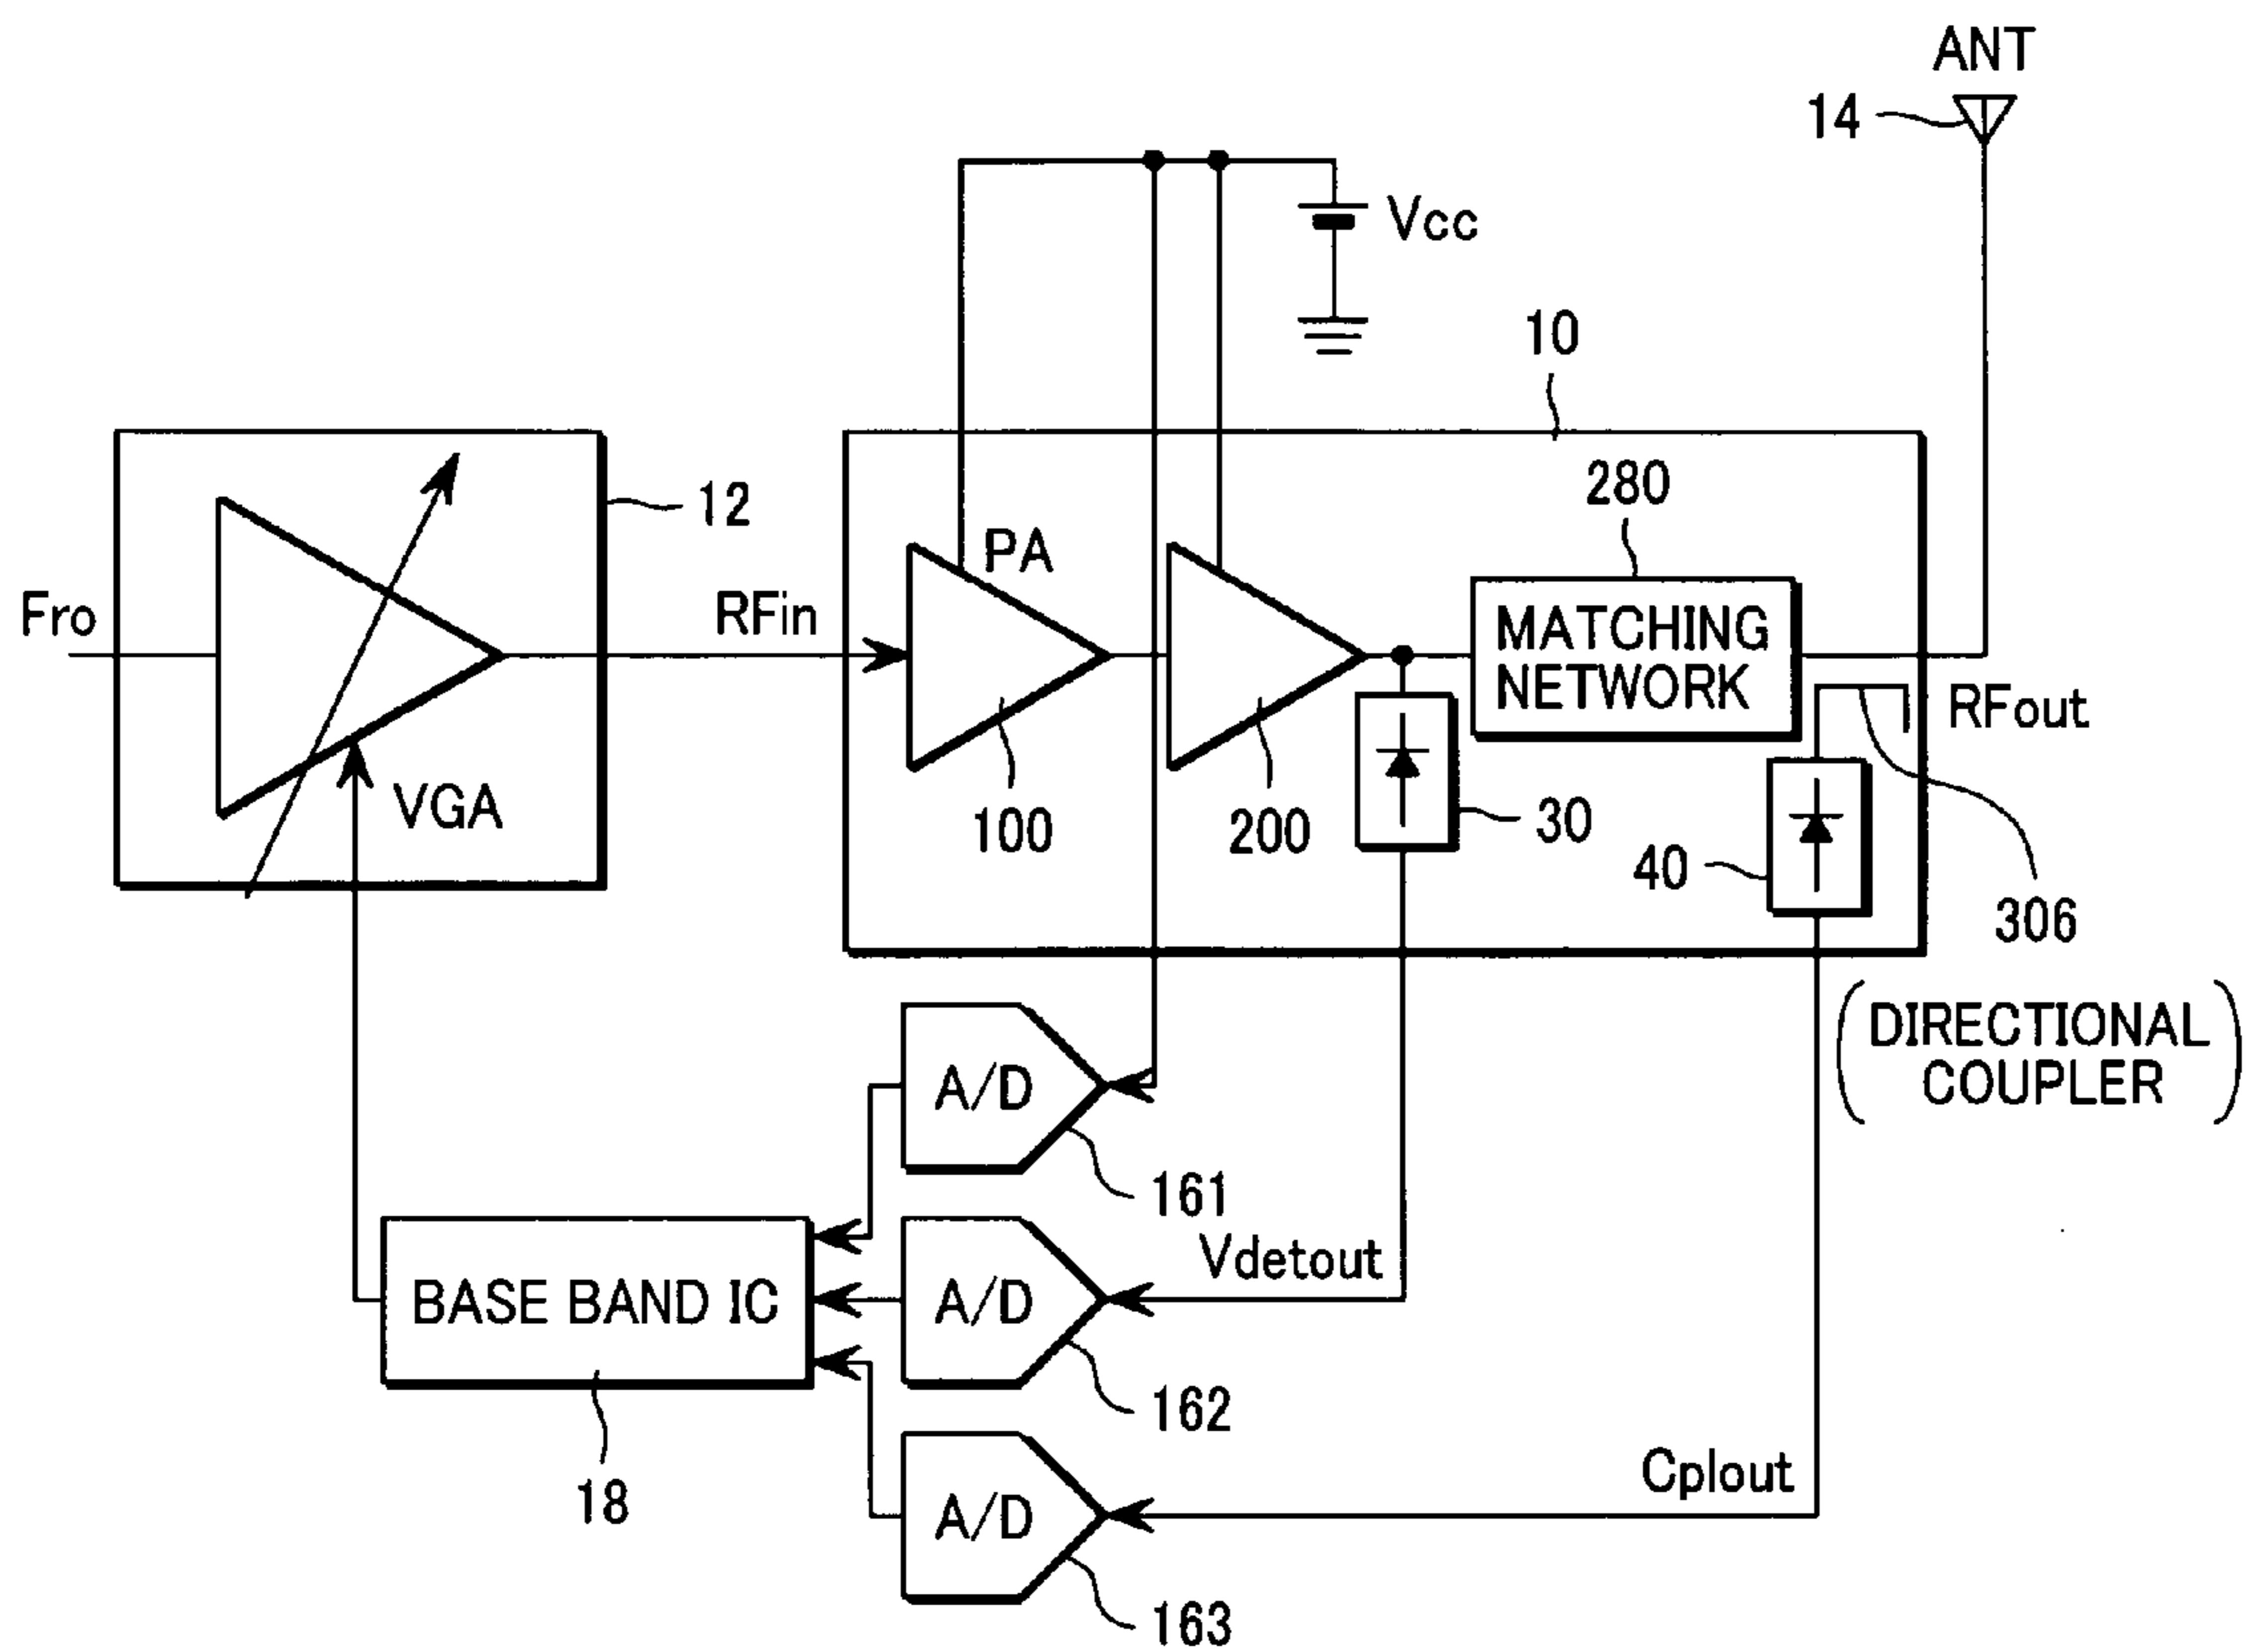 ANT
14
Vcc
10
280
12
PA
Fro
RFin
MATCHING
NETWORK
RFout
VGA
100
200
30
40
306
(DIRECTIONAL
COUPLER)
A/D
161
Vdetout
BASE BAND IC
A/D
162
18
Cplout
A/D
163